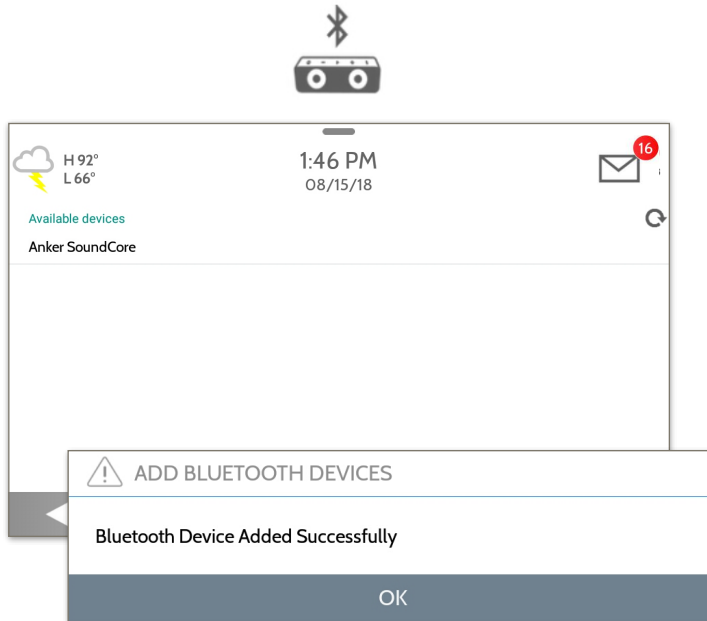 H 92°
L 66°
1:46 PM
08/15/18
16
Available devices
Anker SoundCore
ADD BLUETOOTH DEVICES
Bluetooth Device Added Successfully
OK